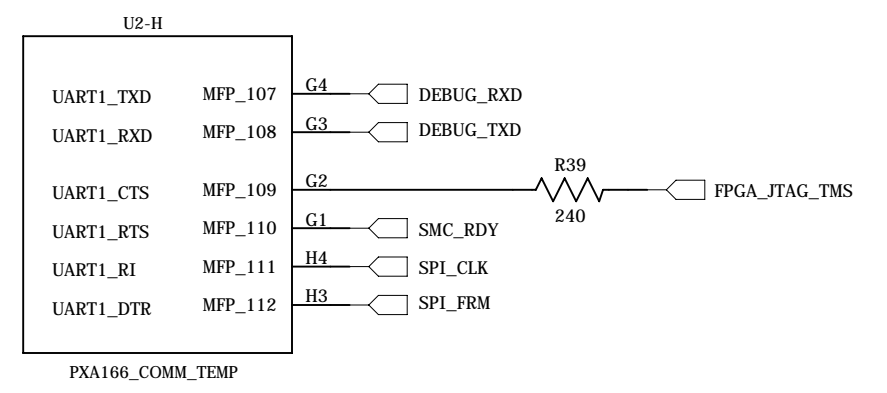 U2-H
UART1_TXD MFP_107 G4 DEBUG_RXD
UART1_RXD MFP_108 G3 DEBUG_TXD
R39
UART1_CTS MFP_109 G2 FPGA_JTAG_TMS
240
UART1_RTS MFP_110 G1 SMC_RDY
UART1_RI MFP_111 H4 SPI_CLK
UART1_DTR MFP_112 H3 SPI_FRM
PXA166_COMM_TEMP